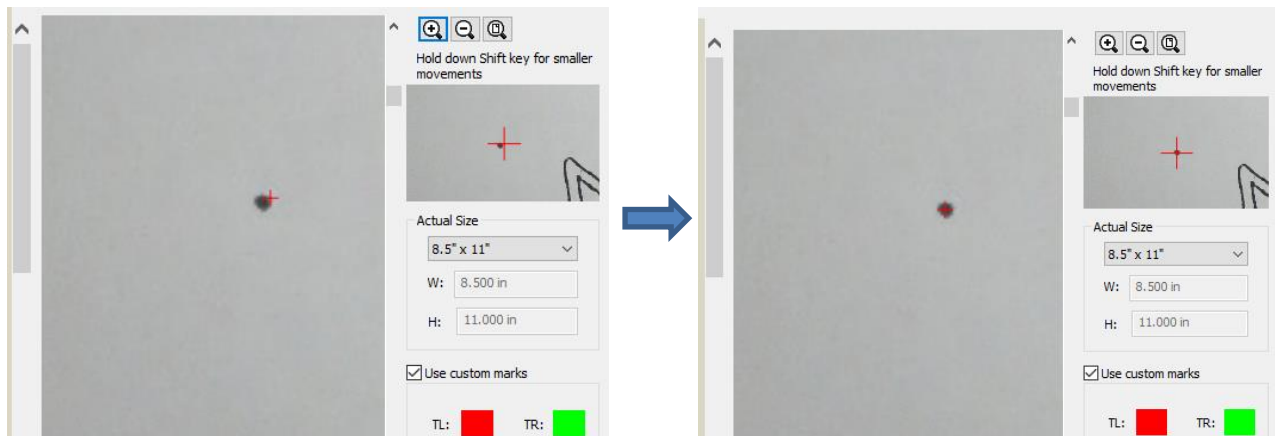 Hold down Shift key for smaller
movements
Actual Size
8.5" x 11"
W: 8.500 in
H: 11.000 in
Use custom marks
TL: TR:
Hold down Shift key for smaller
movements
Actual Size
8.5" x 11"
W: 8.500 in
H: 11.000 in
Use custom marks
TL: TR: